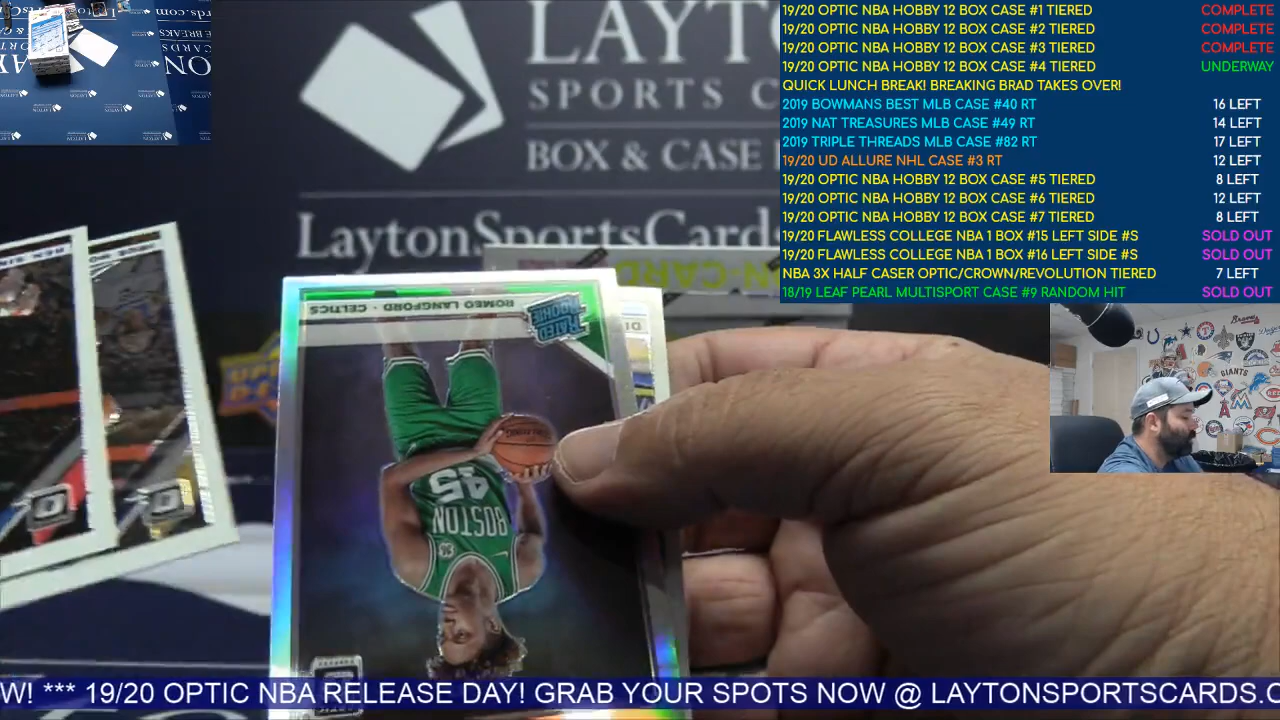 LAYTO
SPORTS C
BOX & CASE
LaytonSportsCards
19/20 OPTIC NBA HOBBY 12 BOX CASE #1 TIERED COMPLETE
19/20 OPTIC NBA HOBBY 12 BOX CASE #2 TIERED COMPLETE
19/20 OPTIC NBA HOBBY 12 BOX CASE #3 TIERED COMPLETE
19/20 OPTIC NBA HOBBY 12 BOX CASE #4 TIERED UNDERWAY
QUICK LUNCH BREAK! BREAKING BRAD TAKES OVER!
2019 BOWMANS BEST MLB CASE #40 RT 16 LEFT
2019 NAT TREASURES MLB CASE #49 RT 14 LEFT
2019 TRIPLE THREADS MLB CASE #82 RT 17 LEFT
19/20 UD ALLURE NHL CASE #3 RT 12 LEFT
19/20 OPTIC NBA HOBBY 12 BOX CASE #5 TIERED 8 LEFT
19/20 OPTIC NBA HOBBY 12 BOX CASE #6 TIERED 12 LEFT
19/20 OPTIC NBA HOBBY 12 BOX CASE #7 TIERED 8 LEFT
19/20 FLAWLESS COLLEGE NBA 1 BOX #15 LEFT SIDE #S SOLD OUT
19/20 FLAWLESS COLLEGE NBA 1 BOX #16 LEFT SIDE #S SOLD OUT
NBA 3X HALF CASER OPTIC/CROWN/REVOLUTION TIERED 7 LEFT
18/19 LEAF PEARL MULTISPORT CASE #9 RANDOM HIT SOLD OUT
ROMEO LANGFORD · CELTICS
RATED ROOKIE
BOSTON
45
GIANTS
Braves
W! *** 19/20 OPTIC NBA RELEASE DAY! GRAB YOUR SPOTS NOW @ LAYTONSPORTSCARDS.C